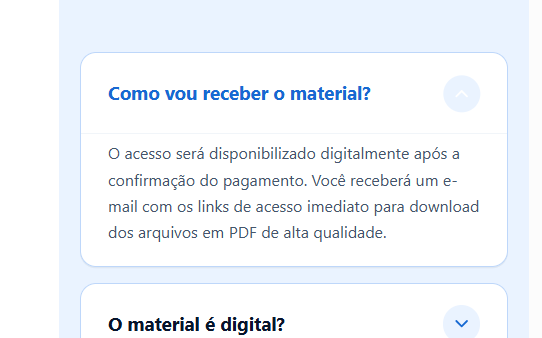 Como vou receber o material?
O acesso será disponibilizado digitalmente após a
confirmação do pagamento. Você receberá um e-
mail com os links de acesso imediato para download
dos arquivos em PDF de alta qualidade.
O material é digital?